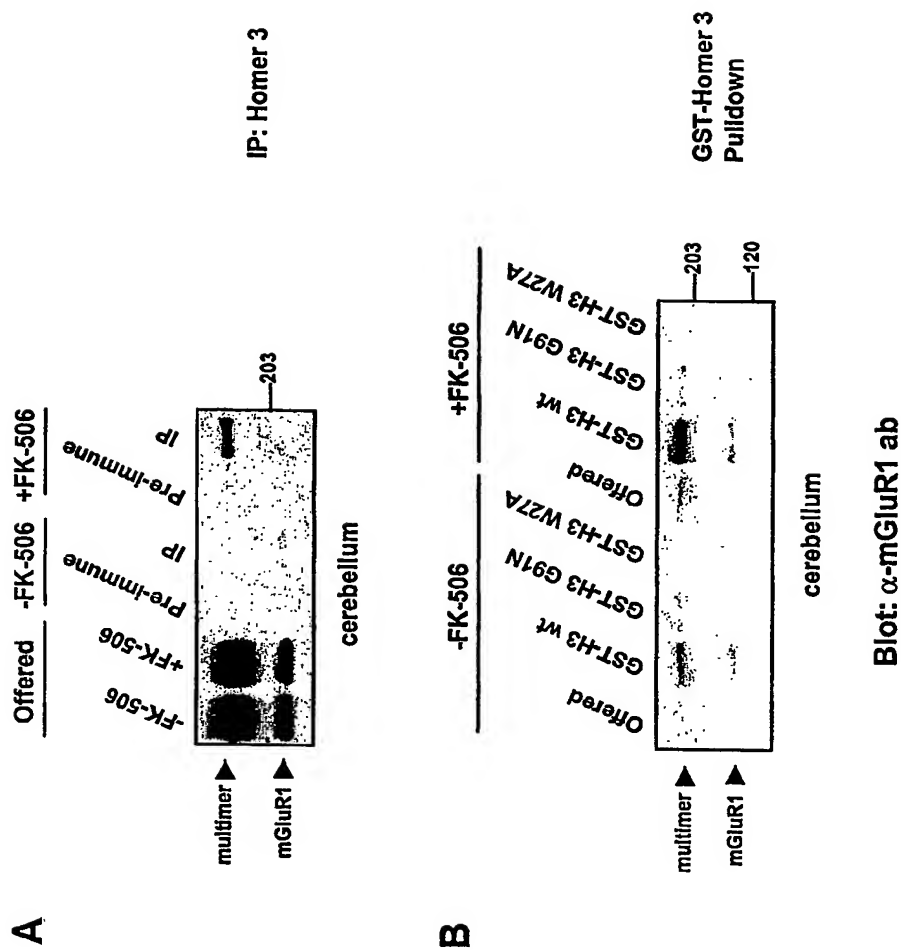 A
Offered -FK-506 +FK-506
-FK-506 +FK-506 Pre-Immune IP Pre-Immune IP
multimer
mGluR1
203
IP: Homer 3
cerebellum
B
-FK-506 +FK-506
Offered GST-H3 wt GST-H3 G91N GST-H3 W27A Offered GST-H3 wt GST-H3 G91N GST-H3 W27A
multimer
mGluR1
203
120
GST-Homer 3
Pulldown
cerebellum
Blot: α-mGluR1 ab